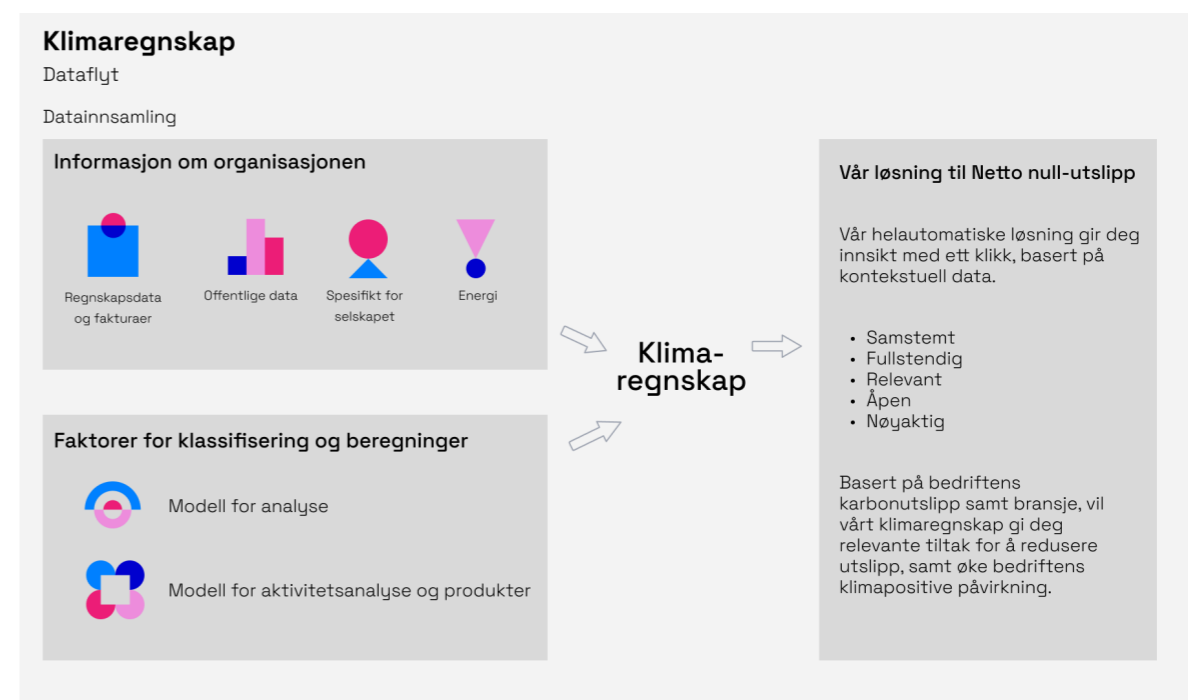 Klimaregnskap
Dataflyt
Datainnsamling
Informasjon om organisasjonen
Regnskapsdata
og fakturaer
Offentlige data
Spesifikt for
selskapet
Energi
Faktorer for klassifisering og beregninger
Modell for analyse
Modell for aktivitetsanalyse og produkter
Klima-
regnskap
Vår løsning til Netto null-utslipp
Vår helautomatiske løsning gir deg
innsikt med ett klikk, basert på
kontekstuell data.
• Samstemt
• Fullstendig
• Relevant
• Åpen
• Nøyaktig
Basert på bedriftens
karbonutslipp samt bransje, vil
vårt klimaregnskap gi deg
relevante tiltak for å redusere
utslipp, samt øke bedriftens
klimapositive påvirkning.